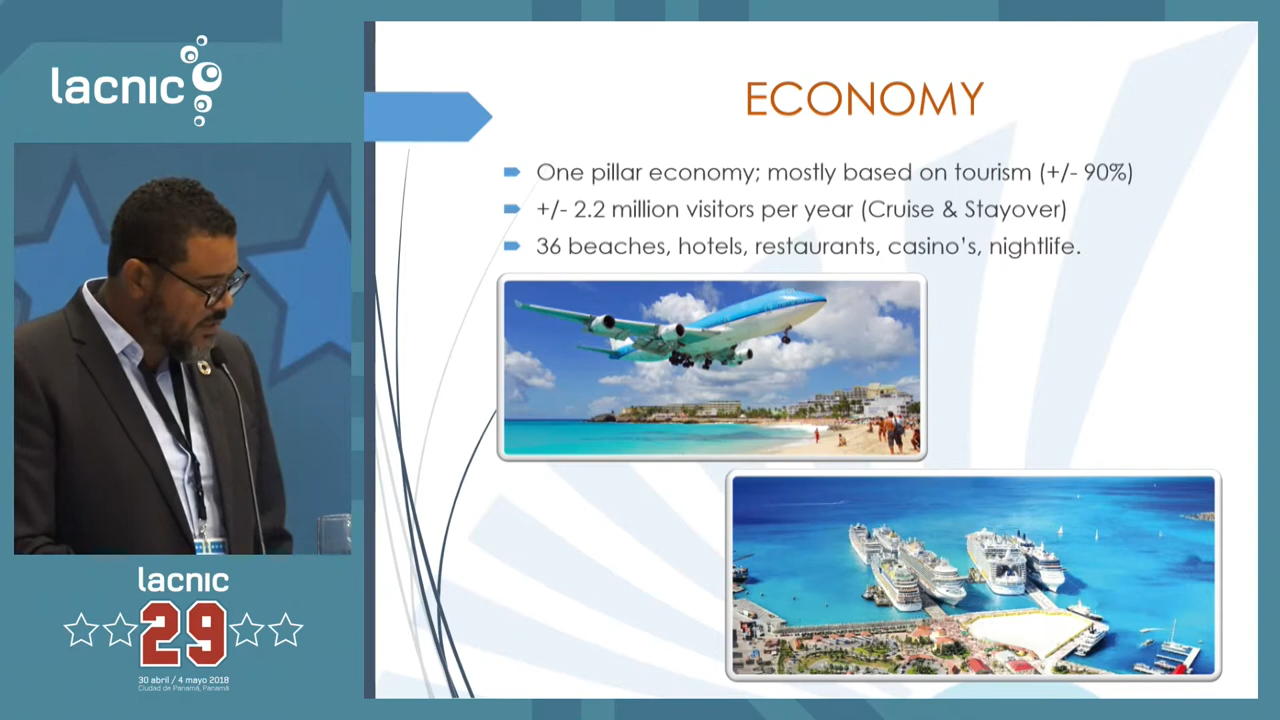 lacnic
ECONOMY
One pillar economy; mostly based on tourism (+/- 90%)
+/- 2.2 million visitors per year (Cruise & Stayover)
36 beaches, hotels, restaurants, casino's, nightlife.
lacnic
29
30 abril / 4 mayo 2018
Ciudad de Panamá, Panamá